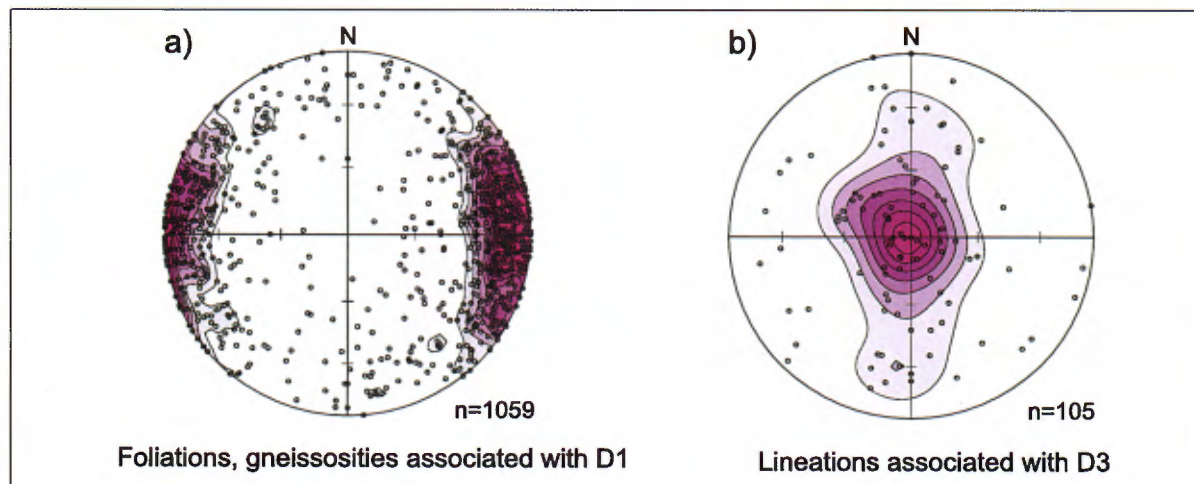 a)
N
n=1059
Foliations, gneissosities associated with D1
b)
N
n=105
Lineations associated with D3